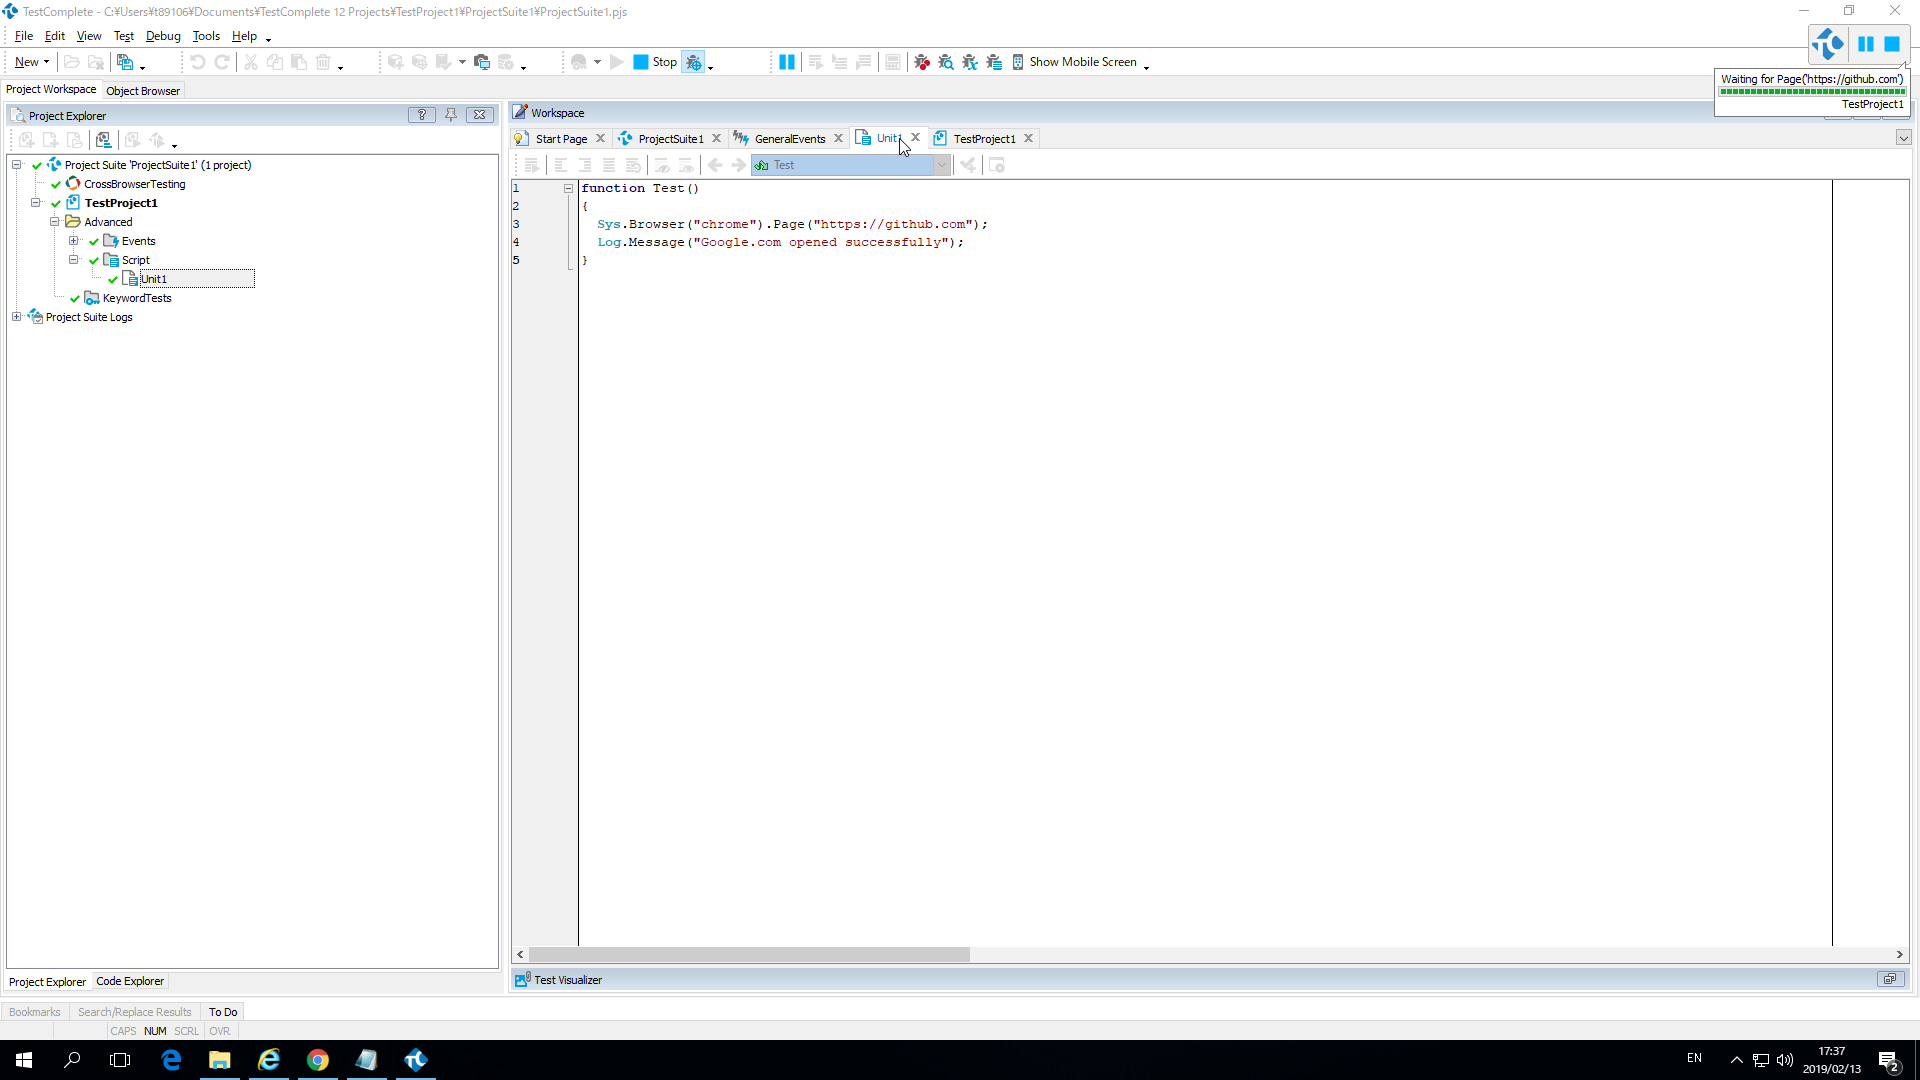 TestComplete - C:¥Users¥t89106¥Documents¥TestComplete 12 Projects¥TestProject1¥ProjectSuite1¥ProjectSuite1.pjs
File Edit View Test Debug Tools Help
New Stop Show Mobile Screen
Waiting for Page('https://github.com')
TestProject1
Project Workspace Object Browser
Project Explorer
?
Project Suite 'ProjectSuite1' (1 project)
CrossBrowserTesting
TestProject1
Advanced
Events
Script
Unit1
KeywordTests
Project Suite Logs
Workspace
Start Page ProjectSuite1 GeneralEvents Unit1 TestProject1
Test
1 function Test()
2 {
3 Sys.Browser("chrome").Page("https://github.com");
4 Log.Message("Google.com opened successfully");
5 }
Test Visualizer
Project Explorer Code Explorer
Bookmarks Search/Replace Results To Do
CAPS NUM SCRL OVR
EN
17:37
2019/02/13
2